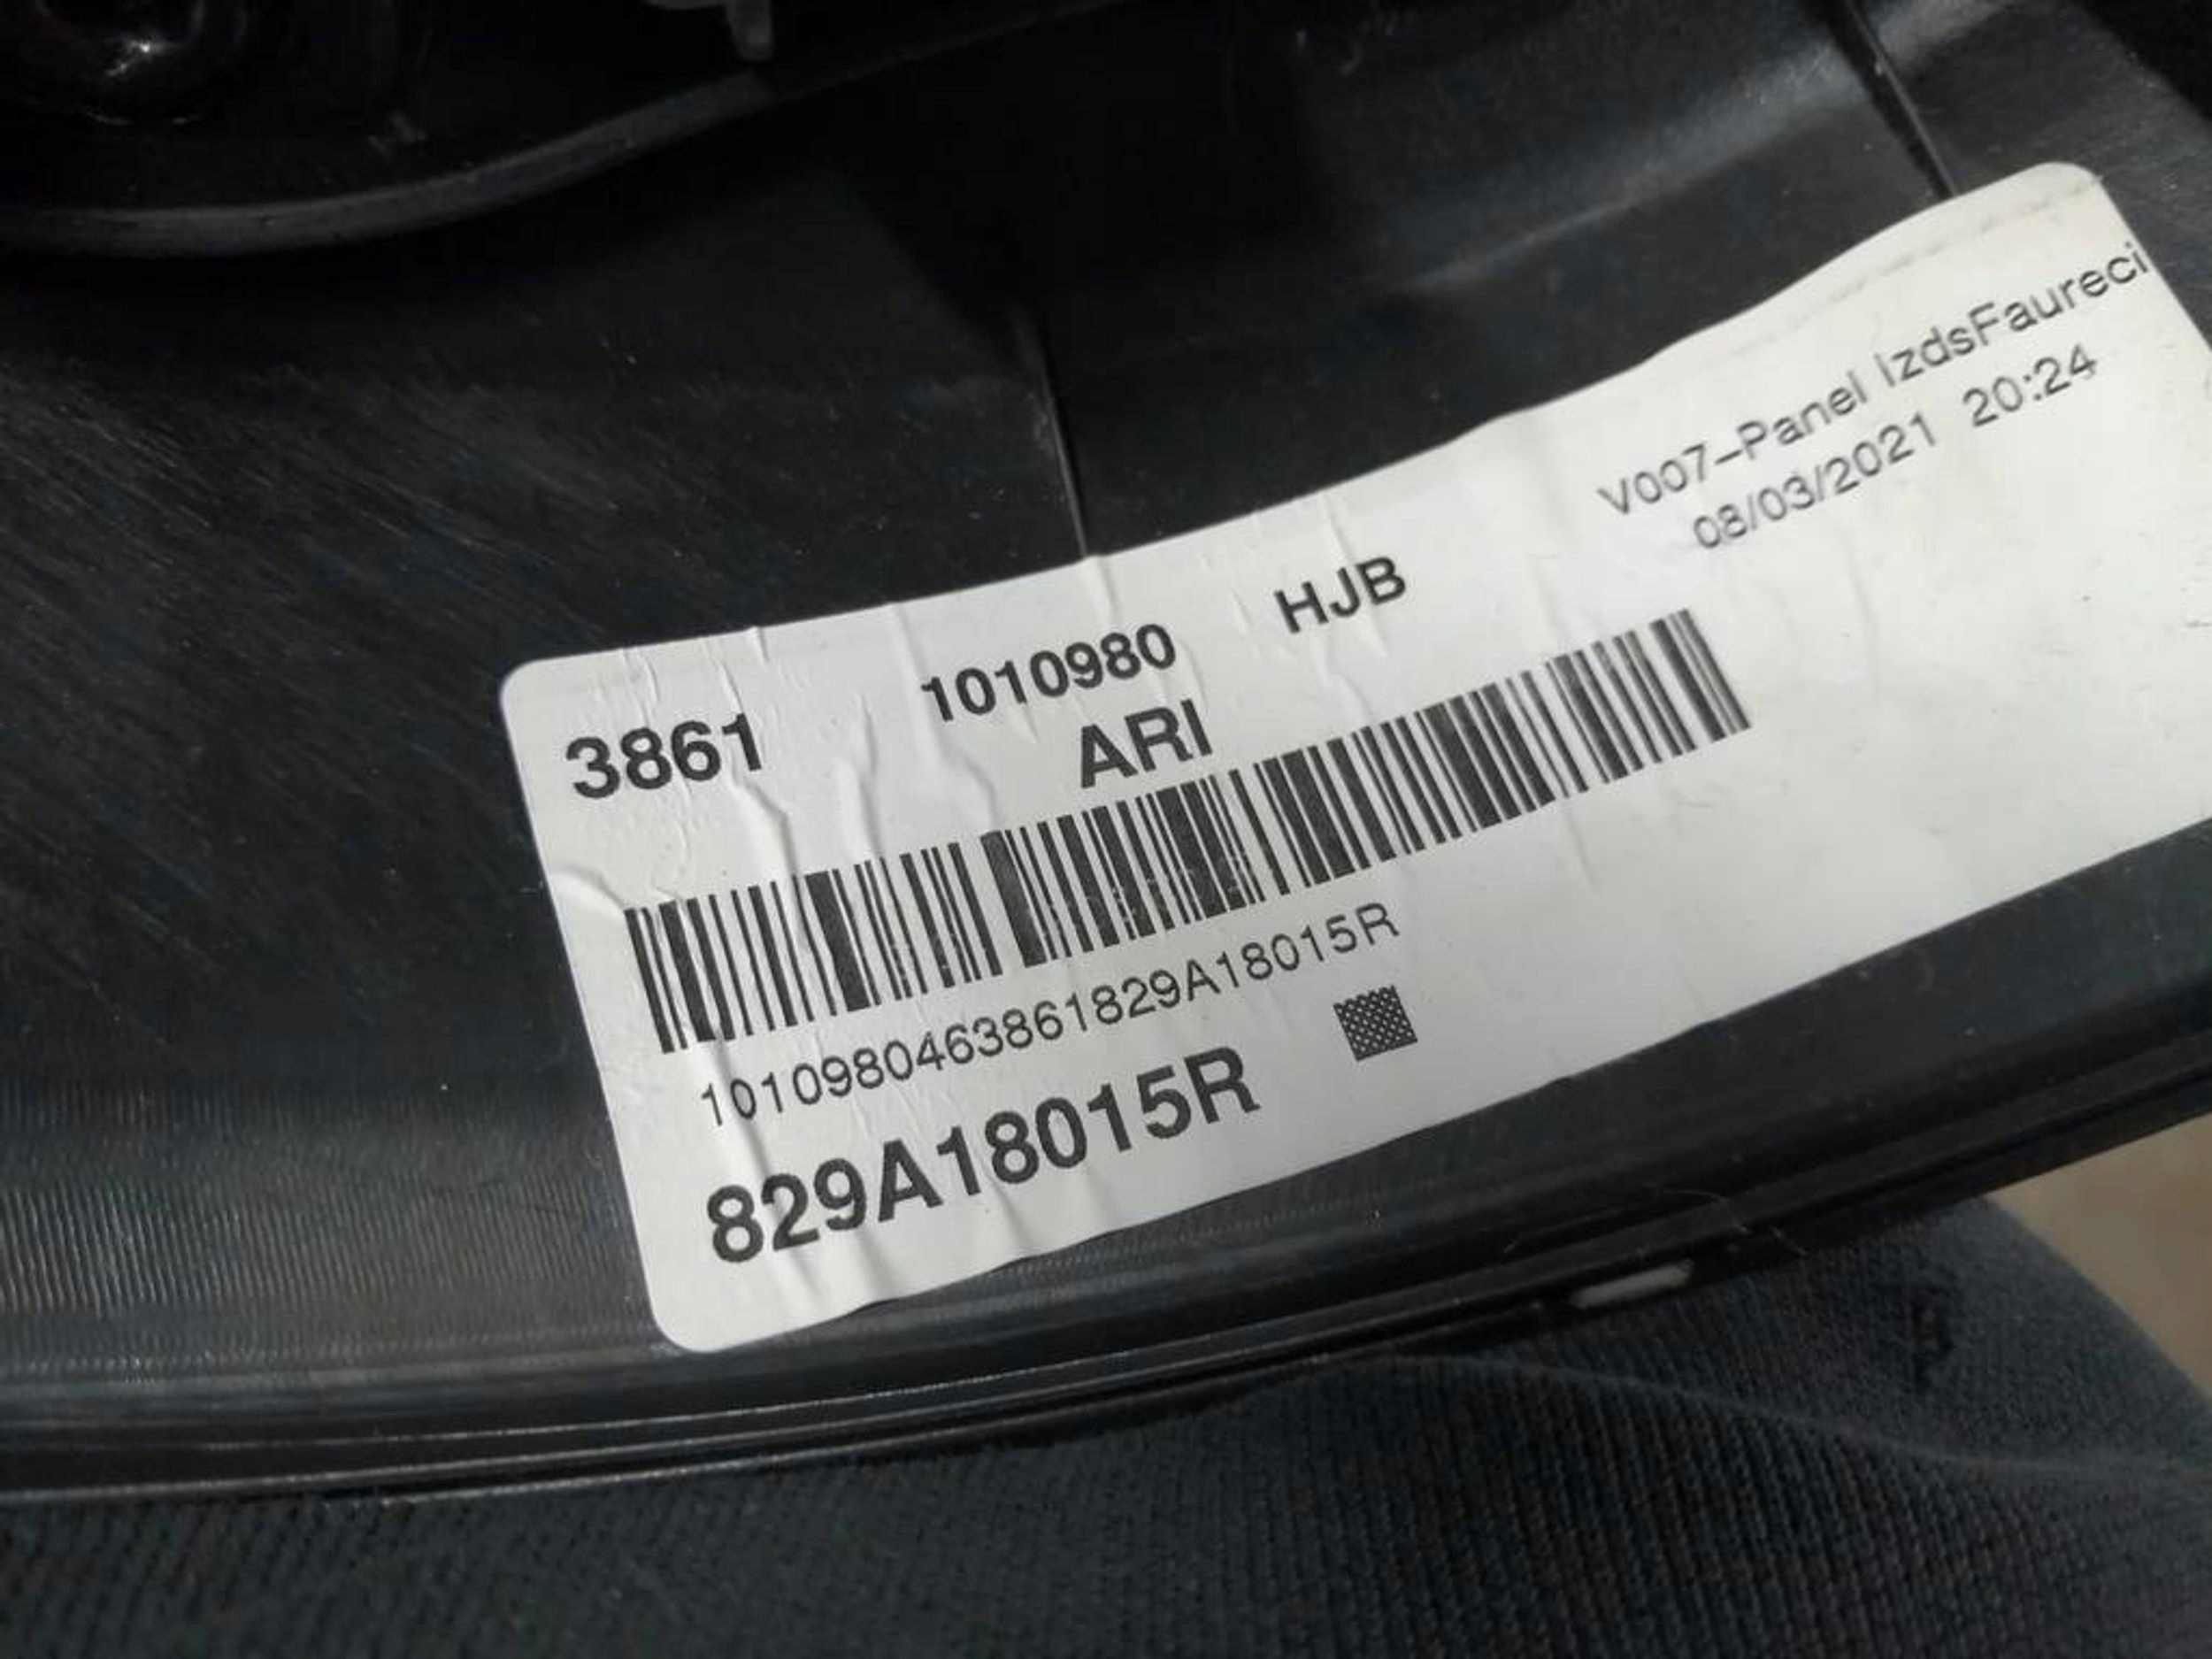 V007-Panel IzdsFaureci
08/03/2021 20:24
3861 1010980 HJB
ARI
1010980463861829A18015R
829A18015R